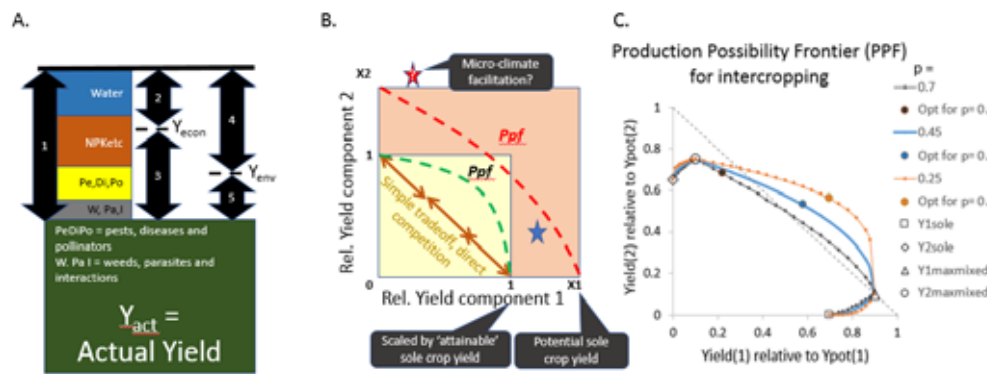 A.
1
Water
NPKetc
Pe,Di,Po
W, Pa,I
2
Yecon
3
4
Yenv
5
PeDiPo = pests, diseases and
pollinators
W. Pa I = weeds, parasites and
interactions
Yact =
Actual Yield
B.
X2
Micro-climate
facilitation?
Rel. Yield component 2
1
Ppf
Ppf
Simple tradeoff, direct
competition
0
Rel. Yield component 1
1
X1
Scaled by 'attainable'
sole crop yield
Potential sole
crop yield
C.
Production Possibility Frontier (PPF)
for intercropping
Yield(2) relative to Ypot(2)
1
0.8
0.6
0.4
0.2
0
0
0.2
0.4
0.6
0.8
1
Yield(1) relative to Ypot(1)
p =
0.7
Opt for p= 0.
0.45
Opt for p= 0.
0.25
Opt for p= 0.
Y1sole
Y2sole
Y1maxmixed
Y2maxmixed